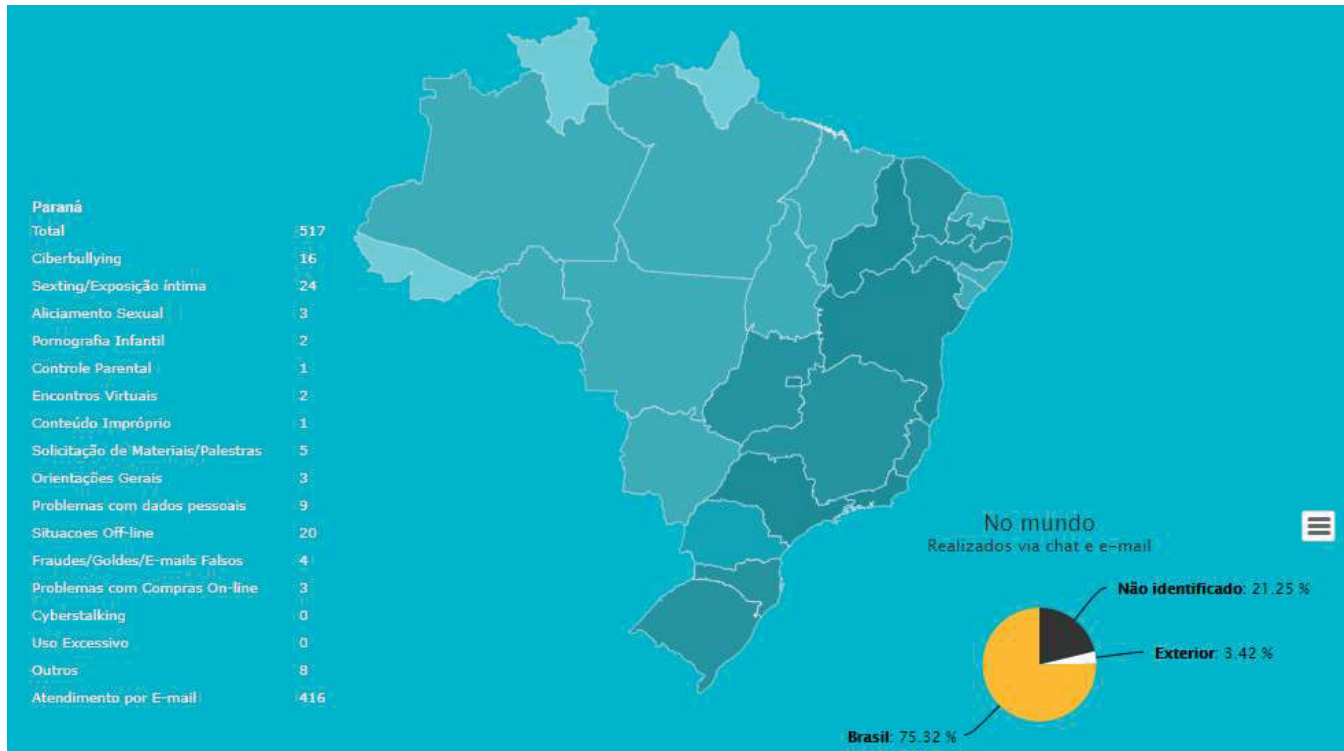 Paraná
Total 517
Ciberbullying 16
Sexting/Exposição íntima 24
Aliciamento Sexual 3
Pornografia Infantil 2
Controle Parental 1
Encontros Virtuais 2
Conteúdo Impróprio 1
Solicitação de Materiais/Palestras 5
Orientações Gerais 3
Problemas com dados pessoais 9
Situacoes Off-line 20
Fraudes/Goldes/E-mails Falsos 4
Problemas com Compras On-line 3
Cyberstalking 0
Uso Excessivo 0
Outros 8
Atendimento por E-mail 416
No mundo
Realizados via chat e e-mail
Não identificado: 21.25 %
Exterior: 3.42 %
Brasil: 75.32 %